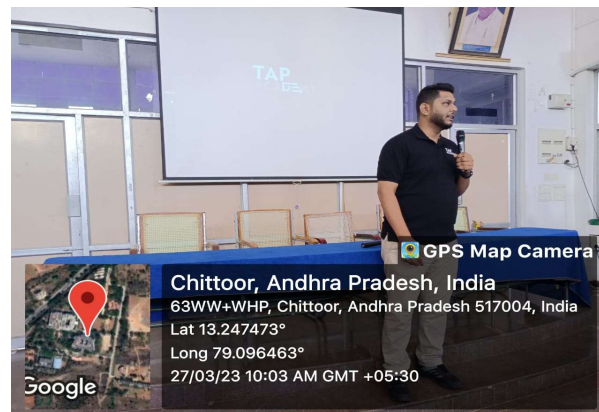 TAP
GPS Map Camera
Chittoor, Andhra Pradesh, India
63WW+WHP, Chittoor, Andhra Pradesh 517004, India
Lat 13.247473°
Long 79.096463°
27/03/23 10:03 AM GMT +05:30
Google